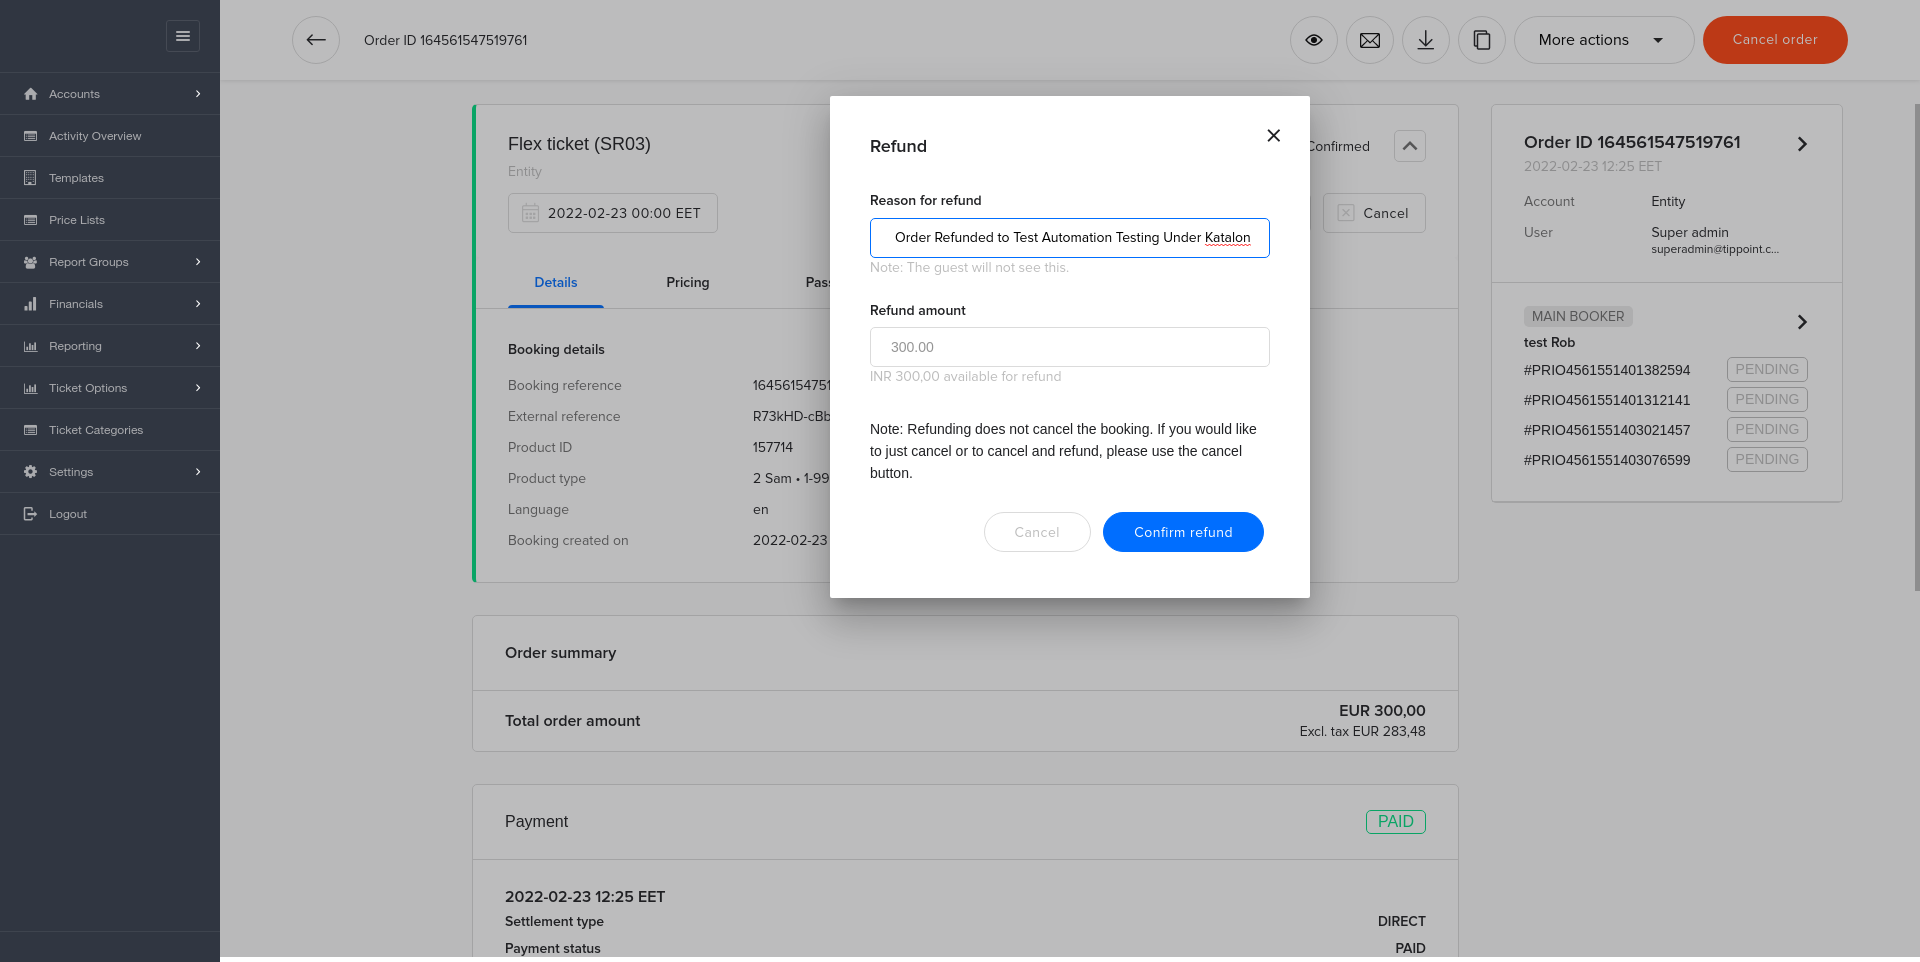 Order ID 164561547519761
More actions
Cancel order
Accounts
Activity Overview
Templates
Price Lists
Report Groups
Financials
Reporting
Ticket Options
Ticket Categories
Settings
Logout
Flex ticket (SR03)
Entity
2022-02-23 00:00 EET
Confirmed
Cancel
Details
Pricing
Booking details
Booking reference
16456154751
External reference
R73kHD-cBb
Product ID
157714
Product type
2 Sam • 1-99
Language
en
Booking created on
2022-02-23
Refund
Reason for refund
Order Refunded to Test Automation Testing Under Katalon
Note: The guest will not see this.
Refund amount
300.00
INR 300,00 available for refund
Note: Refunding does not cancel the booking. If you would like
to just cancel or to cancel and refund, please use the cancel
button.
Cancel
Confirm refund
Order ID 164561547519761
2022-02-23 12:25 EET
Account
Entity
User
Super admin
superadmin@tippoint.c...
MAIN BOOKER
test Rob
#PRIO4561551401382594 PENDING
#PRIO4561551401312141 PENDING
#PRIO4561551403021457 PENDING
#PRIO4561551403076599 PENDING
Order summary
Total order amount
EUR 300,00
Excl. tax EUR 283,48
Payment
PAID
2022-02-23 12:25 EET
Settlement type
DIRECT
Payment status
PAID